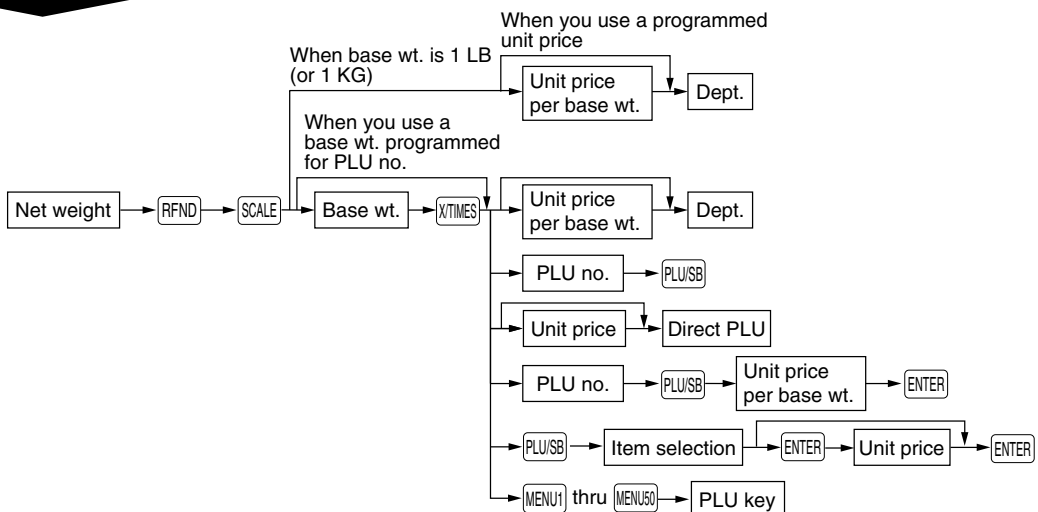 When you use a programmed
unit price
When base wt. is 1 LB
(or 1 KG)
Unit price
per base wt.
Dept.
When you use a
base wt. programmed
for PLU no.
Net weight
RFND
SCALE
Base wt.
X/TIMES
Unit price
per base wt.
Dept.
PLU no.
PLU/SB
Unit price
Direct PLU
PLU no.
PLU/SB
Unit price
per base wt.
ENTER
PLU/SB
Item selection
ENTER
Unit price
ENTER
MENU1 thru MENU50
PLU key